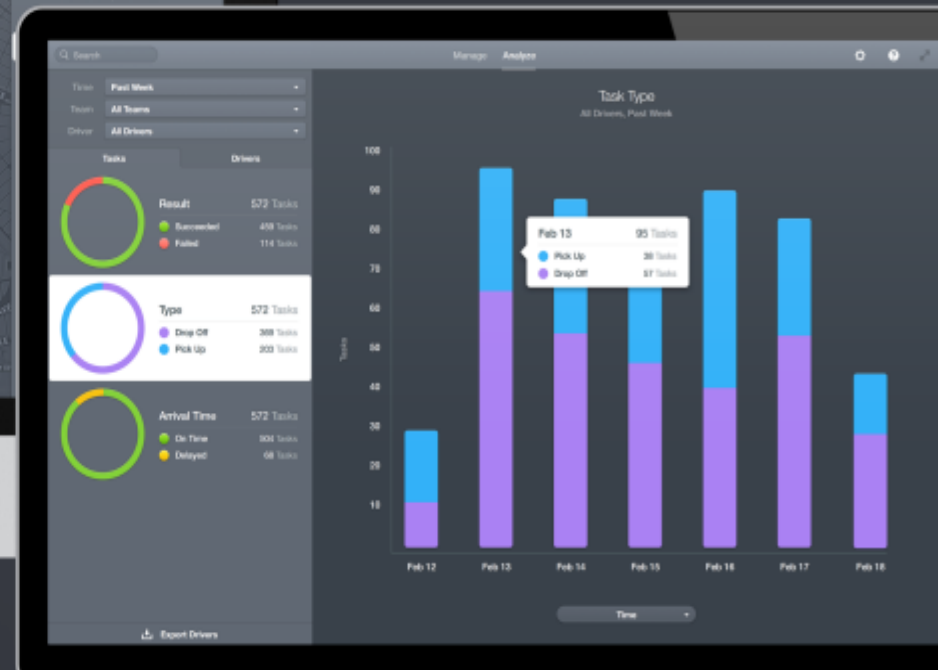 Search
Manage Analyze
Time Past Week
Team All Teams
Driver All Drivers
Tasks Drivers
Result 572 Tasks
Succeeded 458 Tasks
Failed 114 Tasks
Type 572 Tasks
Drop Off 369 Tasks
Pick Up 203 Tasks
Arrival Time 572 Tasks
On Time 504 Tasks
Delayed 68 Tasks
Export Drivers
Task Type
All Drivers, Past Week
Tasks
100
90
80
70
60
50
40
30
20
10
Feb 13 95 Tasks
Pick Up 38 Tasks
Drop Off 57 Tasks
Feb 12 Feb 13 Feb 14 Feb 15 Feb 16 Feb 17 Feb 18
Time